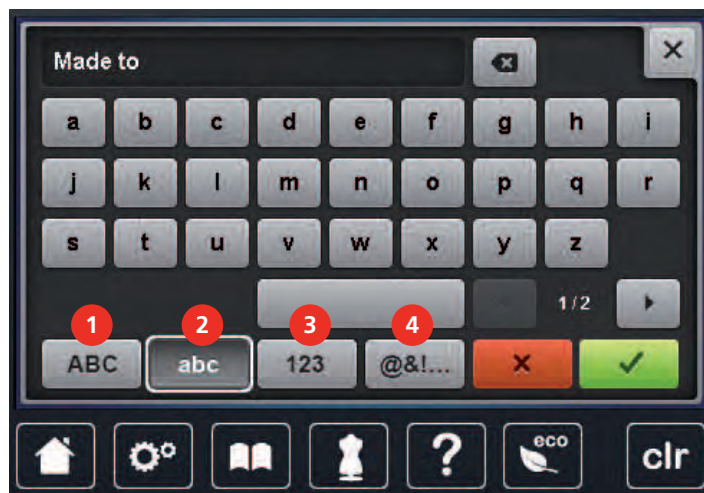 Made to
a b c d e f g h i
j k l m n o p q r
s t u v w x y z
1/2
1 2 3 4
ABC abc 123 @&!...
? eco clr